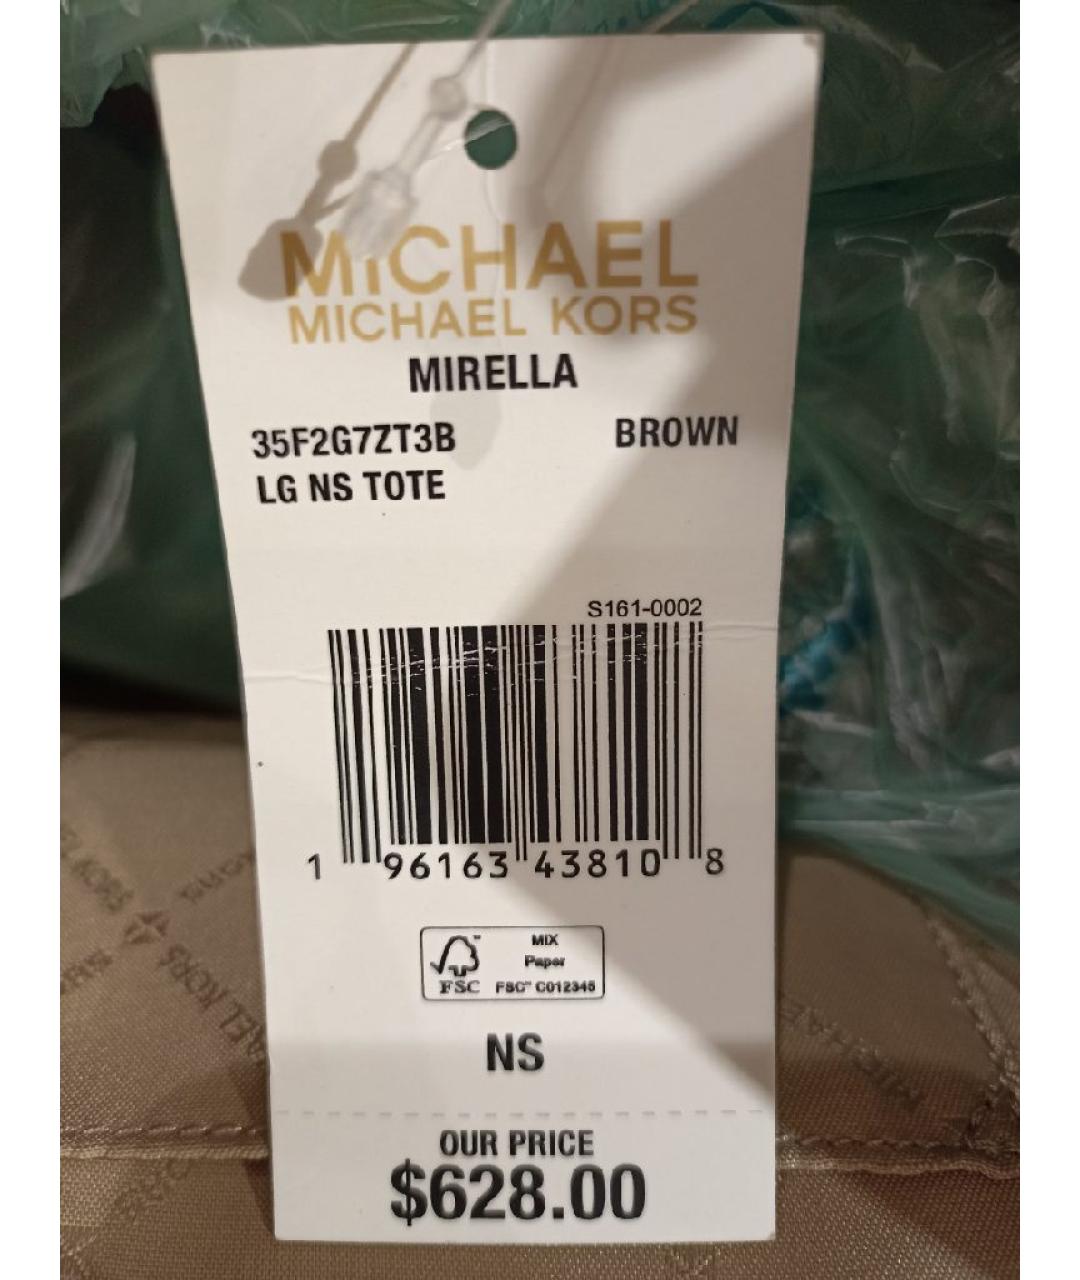 MICHAEL
MICHAEL KORS
MIRELLA
35F2G7ZT3B BROWN
LG NS TOTE
S161-0002
1 96163 43810 8
MIX
Paper
FSC FSC™ C012345
NS
OUR PRICE
$628.00